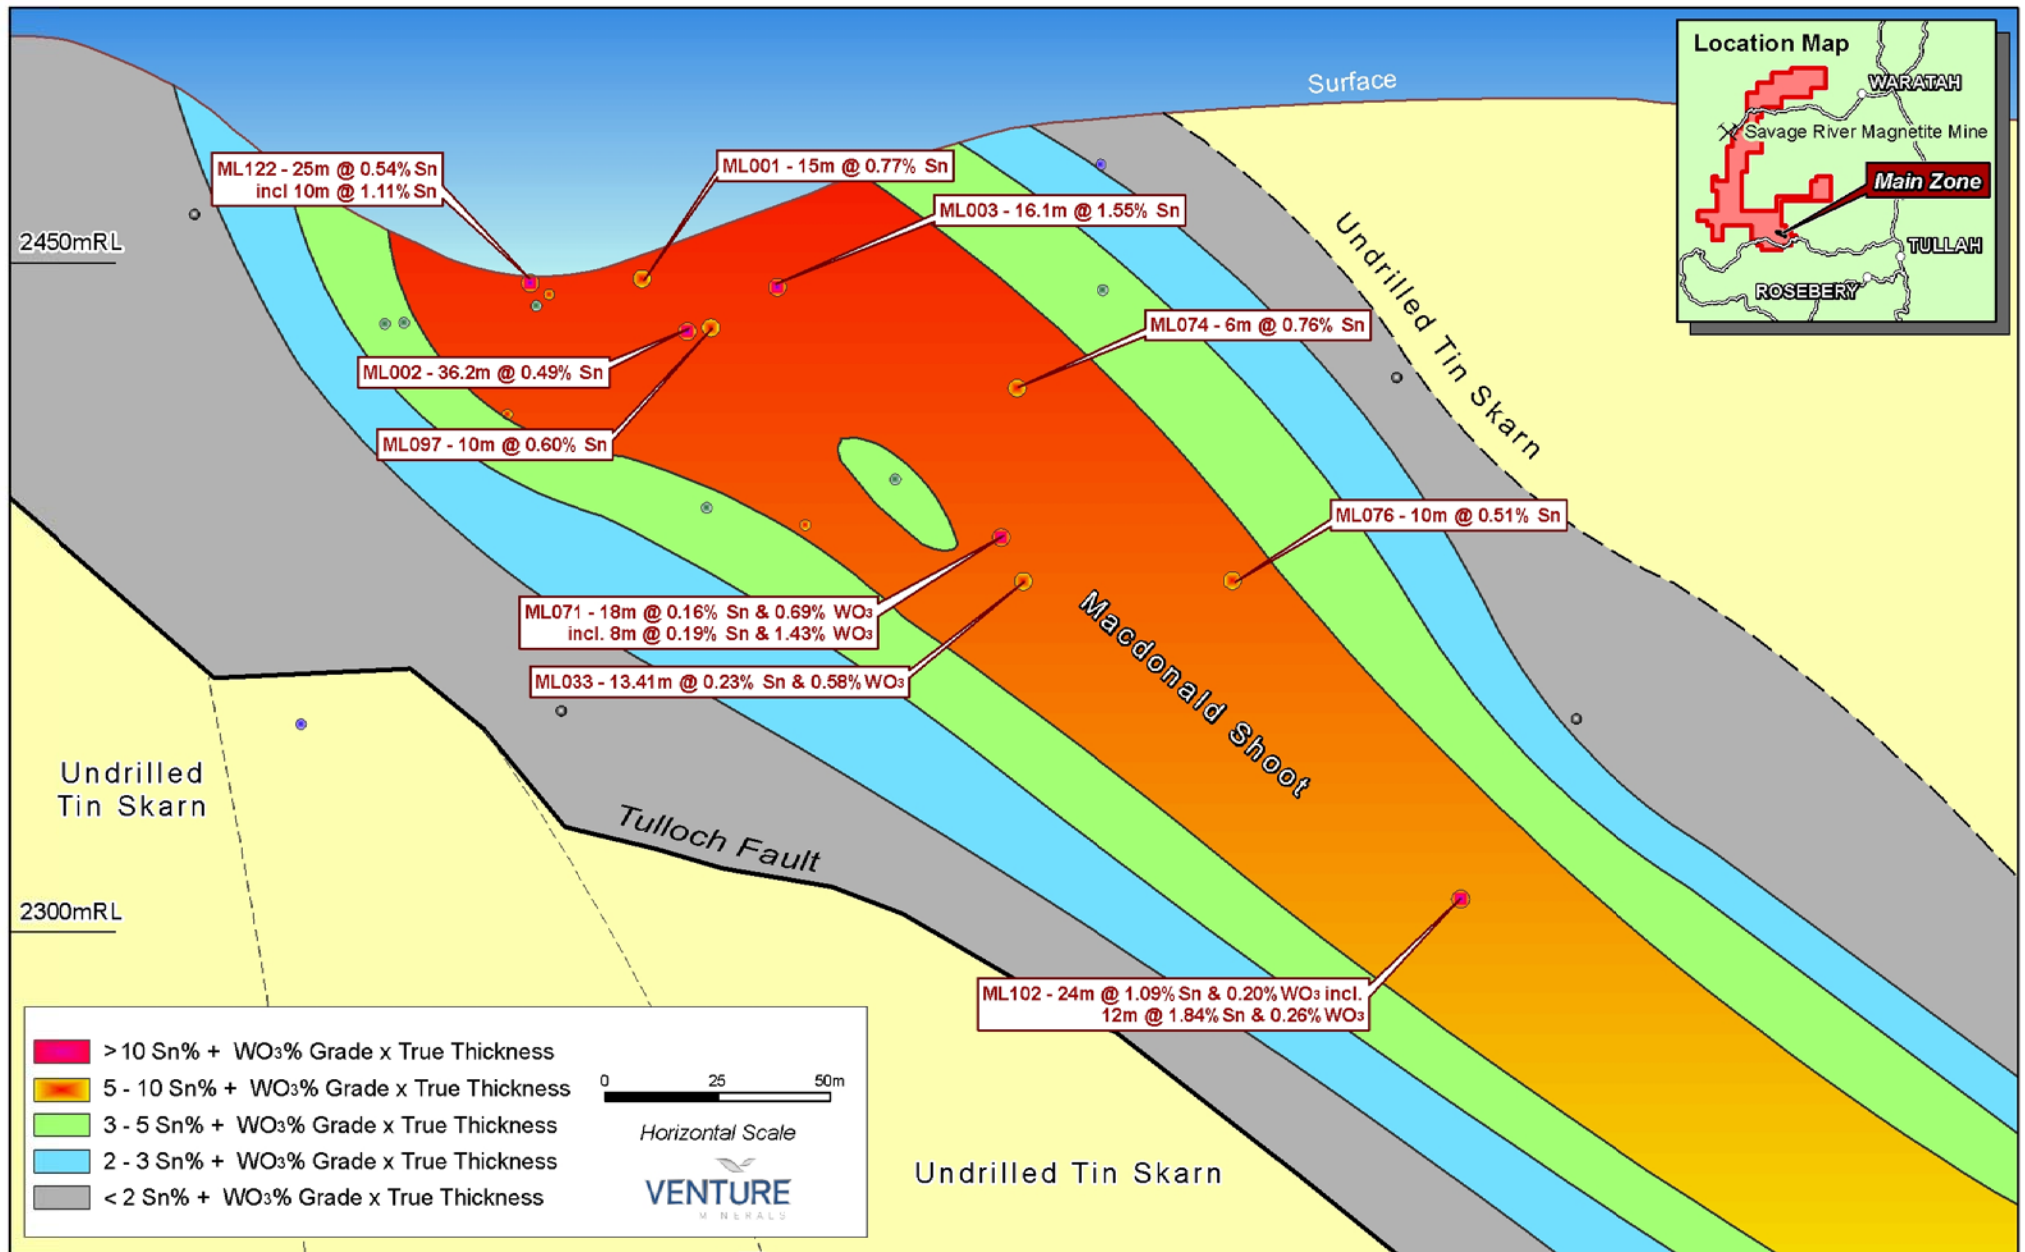 Surface
Location Map
WARATAH
Savage River Magnetite Mine
Main Zone
TULLAH
ROSEBERY
ML122 - 25m @ 0.54% Sn
incl 10m @ 1.11% Sn
ML001 - 15m @ 0.77% Sn
ML003 - 16.1m @ 1.55% Sn
2450mRL
Undrilled Tin Skarn
ML074 - 6m @ 0.76% Sn
ML002 - 36.2m @ 0.49% Sn
ML097 - 10m @ 0.60% Sn
ML076 - 10m @ 0.51% Sn
ML071 - 18m @ 0.16% Sn & 0.69% WO3
incl. 8m @ 0.19% Sn & 1.43% WO3
ML033 - 13.41m @ 0.23% Sn & 0.58% WO3
Macdonald Shoot
Undrilled
Tin Skarn
Tulloch Fault
2300mRL
ML102 - 24m @ 1.09% Sn & 0.20% WO3 incl.
12m @ 1.84% Sn & 0.26% WO3
>10 Sn% + WO3% Grade x True Thickness
5 - 10 Sn% + WO3% Grade x True Thickness
3 - 5 Sn% + WO3% Grade x True Thickness
2 - 3 Sn% + WO3% Grade x True Thickness
< 2 Sn% + WO3% Grade x True Thickness
0 25 50m
Horizontal Scale
VENTURE
MINERALS
Undrilled Tin Skarn